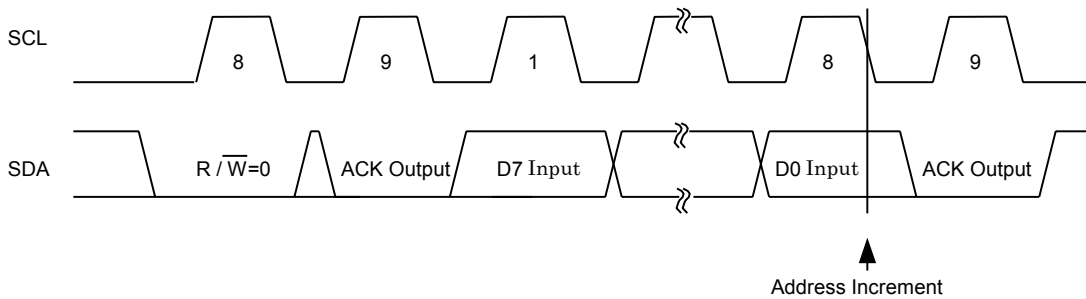 SCL
8
9
1
8
9
SDA
R / W=0
ACK Output
D7 Input
D0 Input
ACK Output
Address Increment